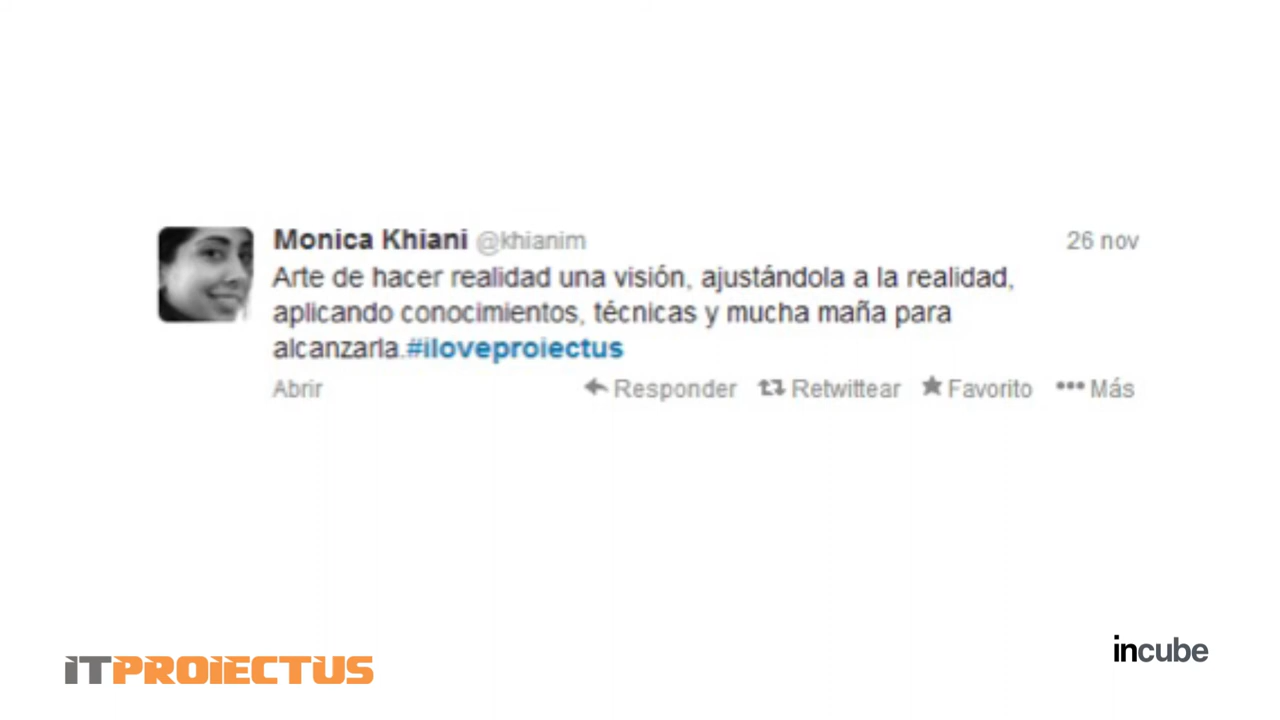 Monica Khiani @khianim 26 nov
Arte de hacer realidad una visión, ajustándola a la realidad,
aplicando conocimientos, técnicas y mucha maña para
alcanzarla.#iloveproiectus
Abrir Responder Retwittear Favorito Más
incube
iTPROiECTUS